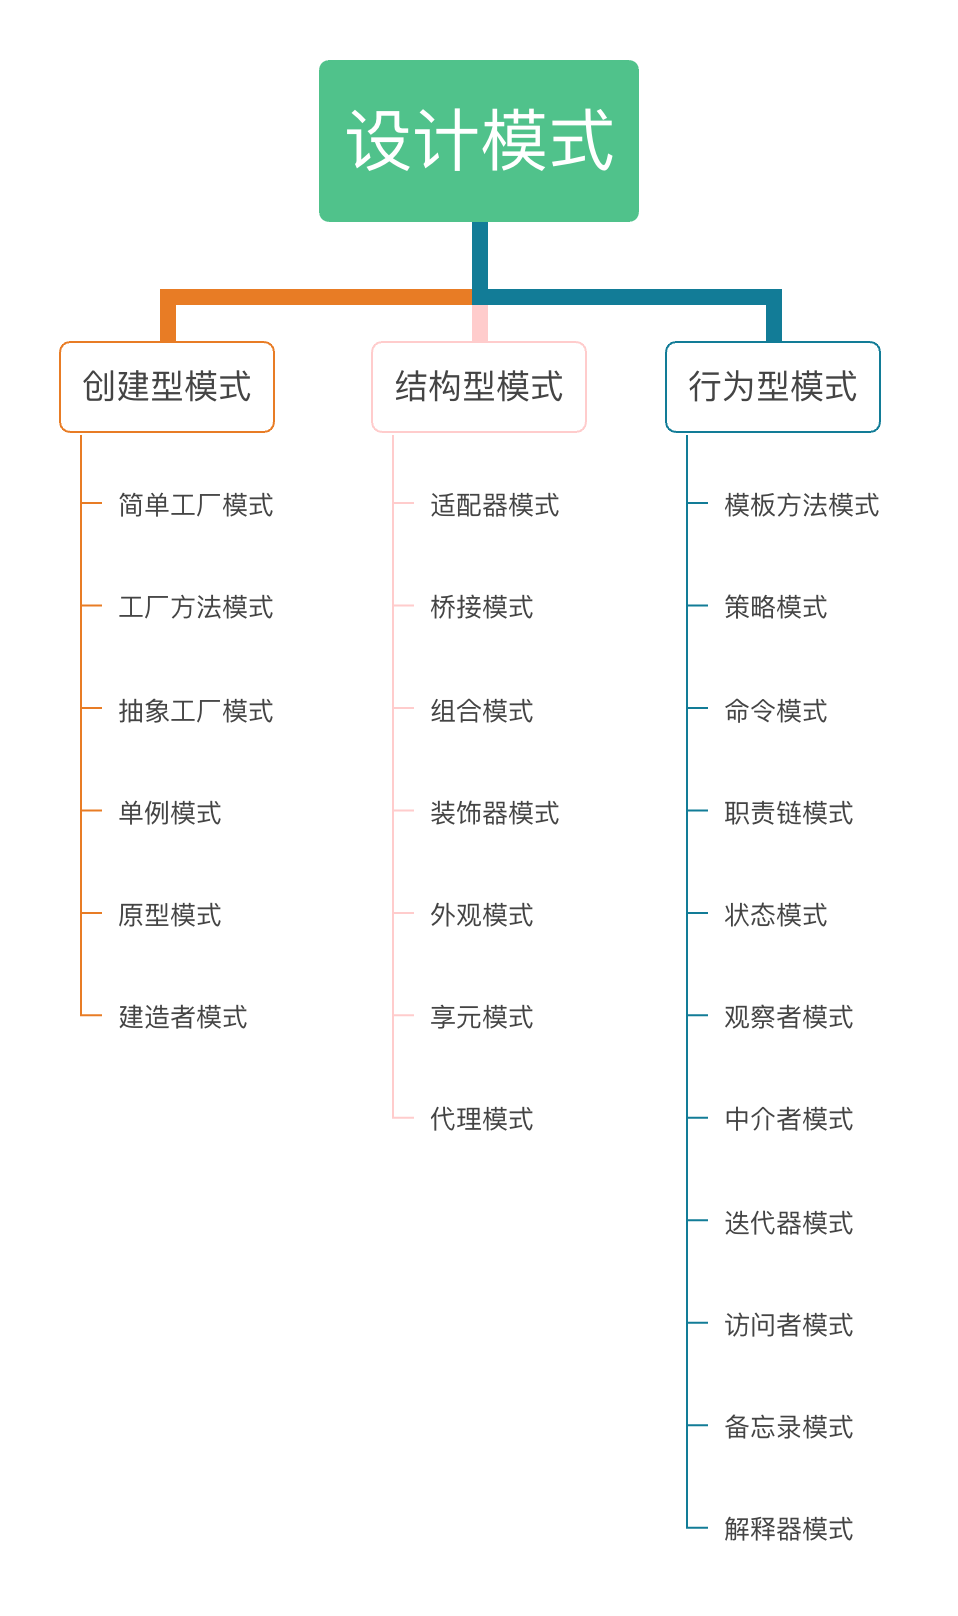 设计模式
创建型模式
简单工厂模式
工厂方法模式
抽象工厂模式
单例模式
原型模式
建造者模式
结构型模式
适配器模式
桥接模式
组合模式
装饰器模式
外观模式
享元模式
代理模式
行为型模式
模板方法模式
策略模式
命令模式
职责链模式
状态模式
观察者模式
中介者模式
迭代器模式
访问者模式
备忘录模式
解释器模式